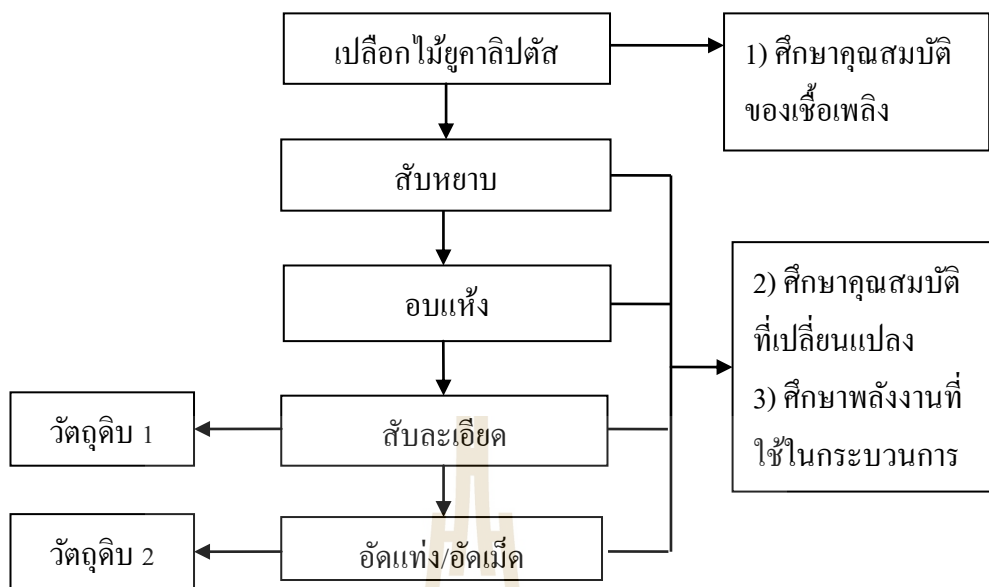 เปลือกไม้ยูคาลิปตัส
1) ศึกษาคุณสมบัติ
ของเชื้อเพลิง
สับหยาบ
อบแห้ง
2) ศึกษาคุณสมบัติ
ที่เปลี่ยนแปลง
3) ศึกษาพลังงานที่
ใช้ในกระบวนการ
วัตถุดิบ 1
สับละเอียด
วัตถุดิบ 2
อัดแท่ง/อัดเม็ด